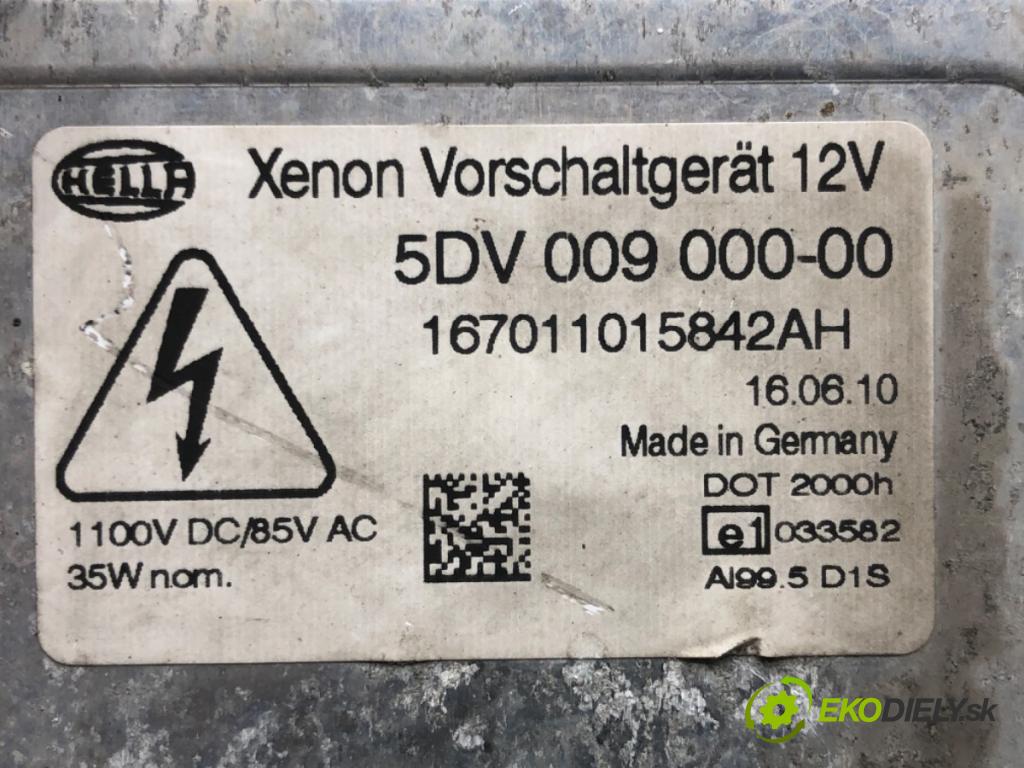 HELLA
Xenon Vorschaltgerät 12V
5DV 009 000-00
167011015842AH
16.06.10
Made in Germany
DOT 2000h
e1 033582
Al99.5 D1S
1100V DC/85V AC
35W nom.
EKODIELY.sk